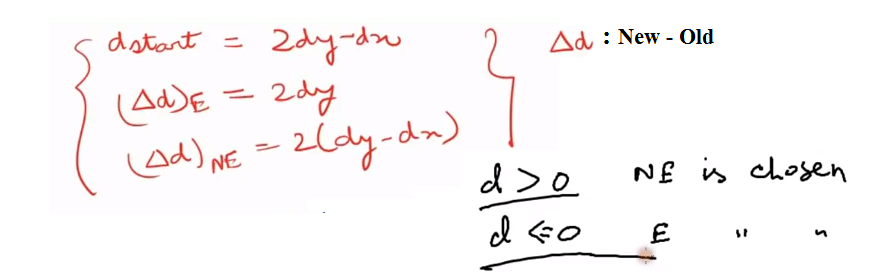 dstart = 2dy-dx
Δd : New - Old
(Δd)E = 2dy
(Δd)NE = 2(dy-dx)
d > 0 NE is chosen
d <= 0 E " "